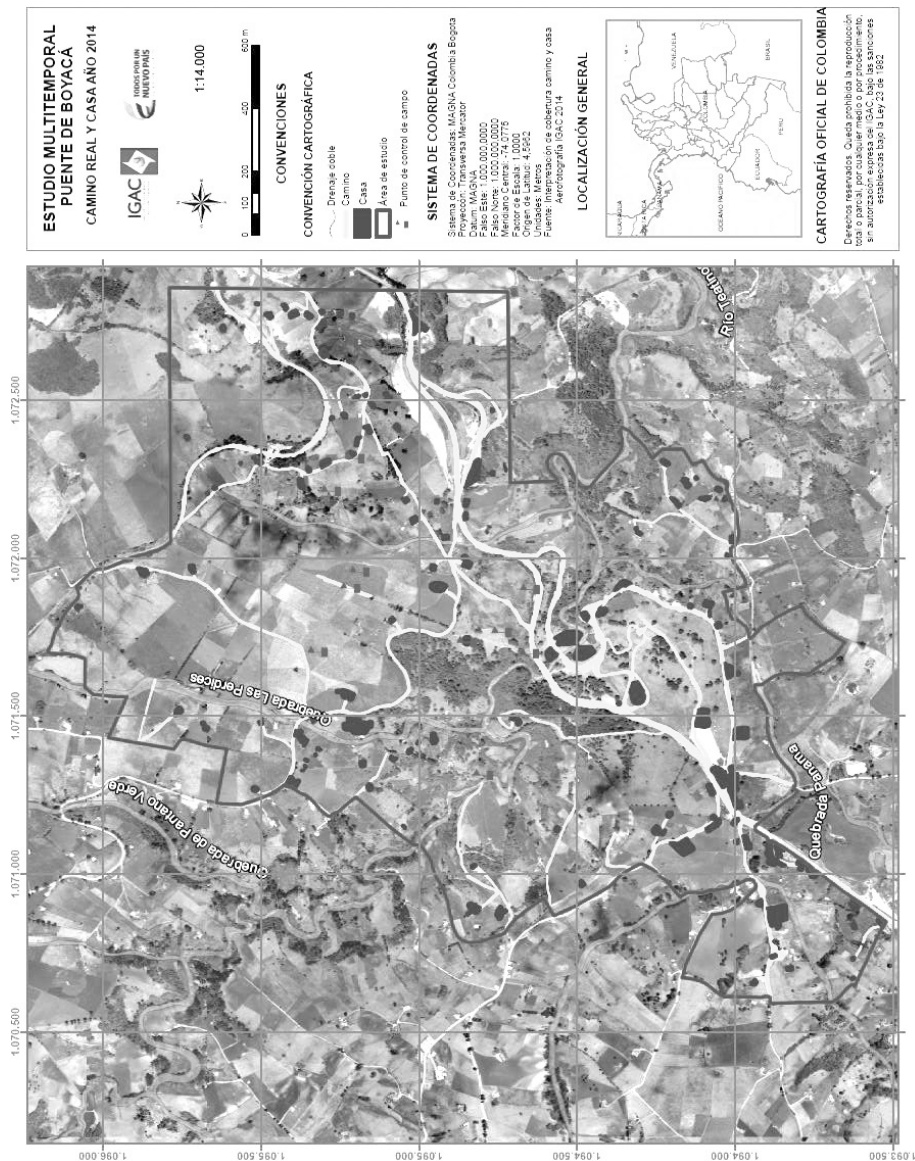 ESTUDIO MULTITEMPORAL
PUENTE DE BOYACÁ
CAMINO REAL Y CASA AÑO 2014
IGAC
TODOS POR UN
NUEVO PAÍS
1:14.000
0 100 200 400 600 m
CONVENCIONES
CONVENCIÓN CARTOGRÁFICA
Drenaje doble
Camino
Casa
Área de estudio
Punto de control de campo
SISTEMA DE COORDENADAS
Sistema de Coordenadas: MAGNA Colombia Bogota
Proyección: Transversa Mercator
Datum: MAGNA
Falso Este: 1.000.000,0000
Falso Norte: 1.000.000,0000
Meridiano Central: -74,0775
Factor de Escala: 1,0000
Origen de Latitud: 4,5962
Unidades: Metros
Fuente: Interpretación de cobertura camino y casa
Aerofotografía IGAC 2014
LOCALIZACIÓN GENERAL
NICARAGUA
COSTA RICA
PANAMÁ
VENEZUELA
COLOMBIA
OCÉANO PACÍFICO
ECUADOR
PERU
BRASIL
CARTOGRAFÍA OFICIAL DE COLOMBIA
Derechos reservados. Queda prohibida la reproducción
total o parcial, por cualquier medio o por procedimiento,
sin autorización expresa del IGAC, bajo las sanciones
establecidas bajo la Ley 23 de 1982
1.070.500
1.071.000
1.071.500
1.072.000
1.072.500
1.096.000
1.095.500
1.095.000
1.094.500
1.094.000
1.093.500
Quebrada de Pantano Verde
Quebrada Las Perdices
Quebrada Panama
Río Teatino